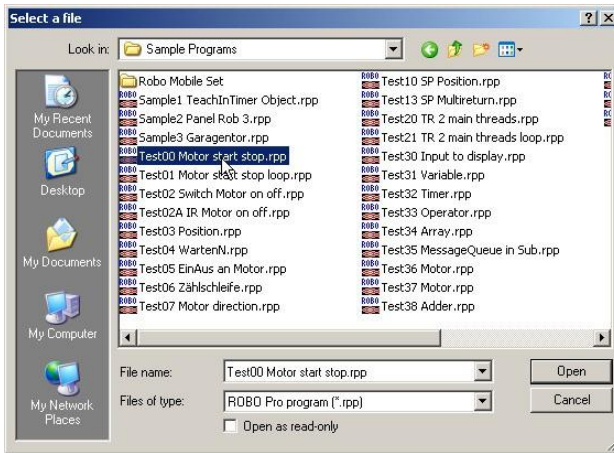 Select a file
Look in: Sample Programs
My Recent Documents
Desktop
My Documents
My Computer
My Network Places
Robo Mobile Set
Sample1 TeachInTimer Object.rpp
Sample2 Panel Rob 3.rpp
Sample3 Garagentor.rpp
Test00 Motor start stop.rpp
Test01 Motor start stop loop.rpp
Test02 Switch Motor on off.rpp
Test02A IR Motor on off.rpp
Test03 Position.rpp
Test04 WartenN.rpp
Test05 EinAus an Motor.rpp
Test06 Zählschleife.rpp
Test07 Motor direction.rpp
Test10 SP Position.rpp
Test13 SP Multireturn.rpp
Test20 TR 2 main threads.rpp
Test21 TR 2 main threads loop.rpp
Test30 Input to display.rpp
Test31 Variable.rpp
Test32 Timer.rpp
Test33 Operator.rpp
Test34 Array.rpp
Test35 MessageQueue in Sub.rpp
Test36 Motor.rpp
Test37 Motor.rpp
Test38 Adder.rpp
File name: Test00 Motor start stop.rpp Open
Files of type: ROBO Pro program (*.rpp) Cancel
Open as read-only